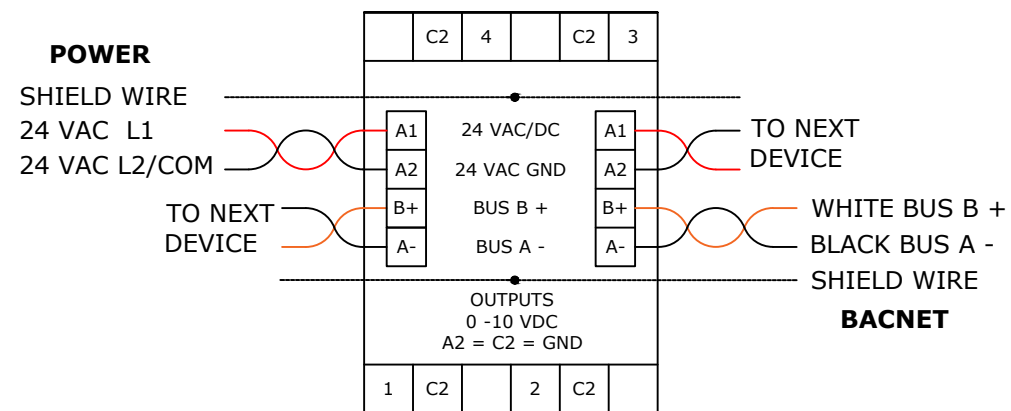 C2 4 C2 3
POWER
SHIELD WIRE
24 VAC L1
24 VAC L2/COM
TO NEXT
DEVICE
A1 24 VAC/DC A1
A2 24 VAC GND A2
B+ BUS B + B+
A- BUS A - A-
TO NEXT
DEVICE
WHITE BUS B +
BLACK BUS A -
SHIELD WIRE
BACNET
OUTPUTS
0 -10 VDC
A2 = C2 = GND
1 C2 2 C2